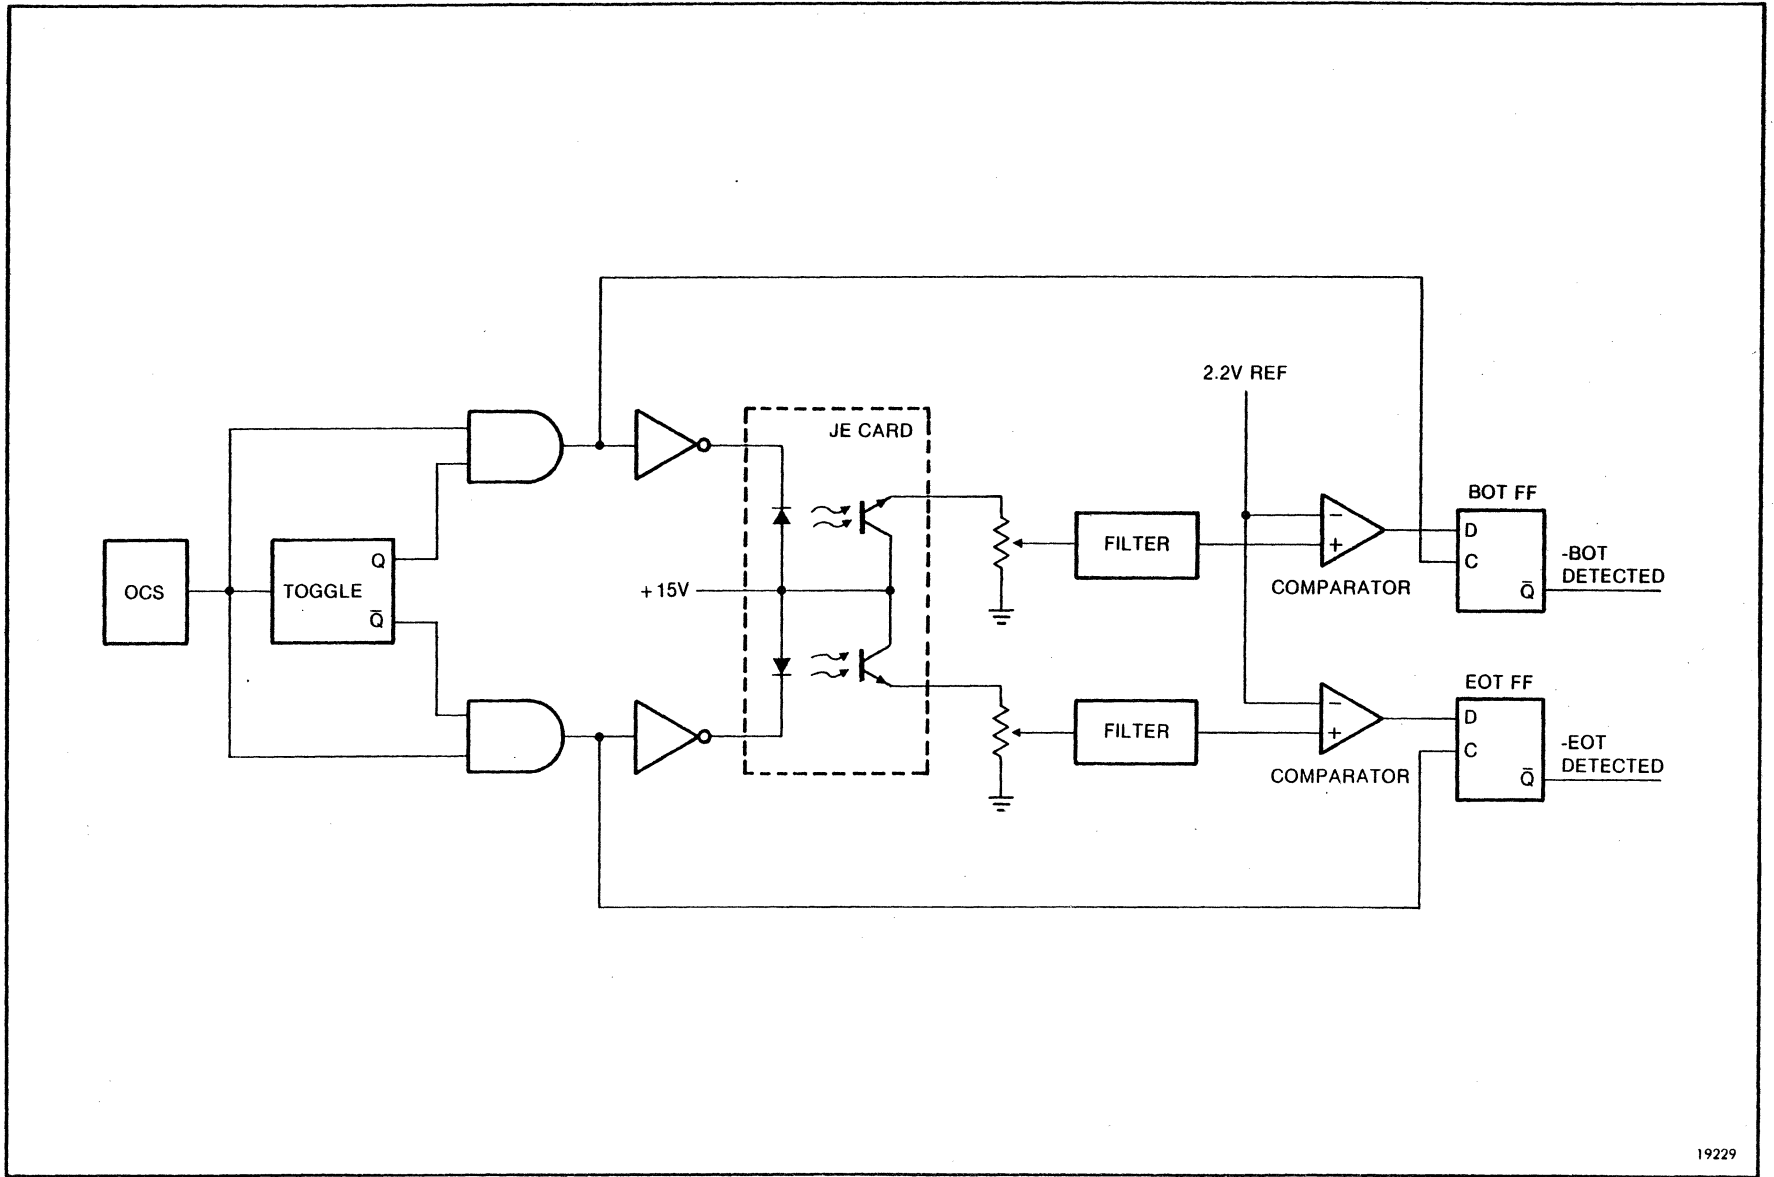 JE CARD
2.2V REF
OCS
TOGGLE
Q
Q̅
+15V
FILTER
−
+
COMPARATOR
BOT FF
D
C
Q̅
-BOT
DETECTED
FILTER
−
+
COMPARATOR
EOT FF
D
C
Q̅
-EOT
DETECTED
19229